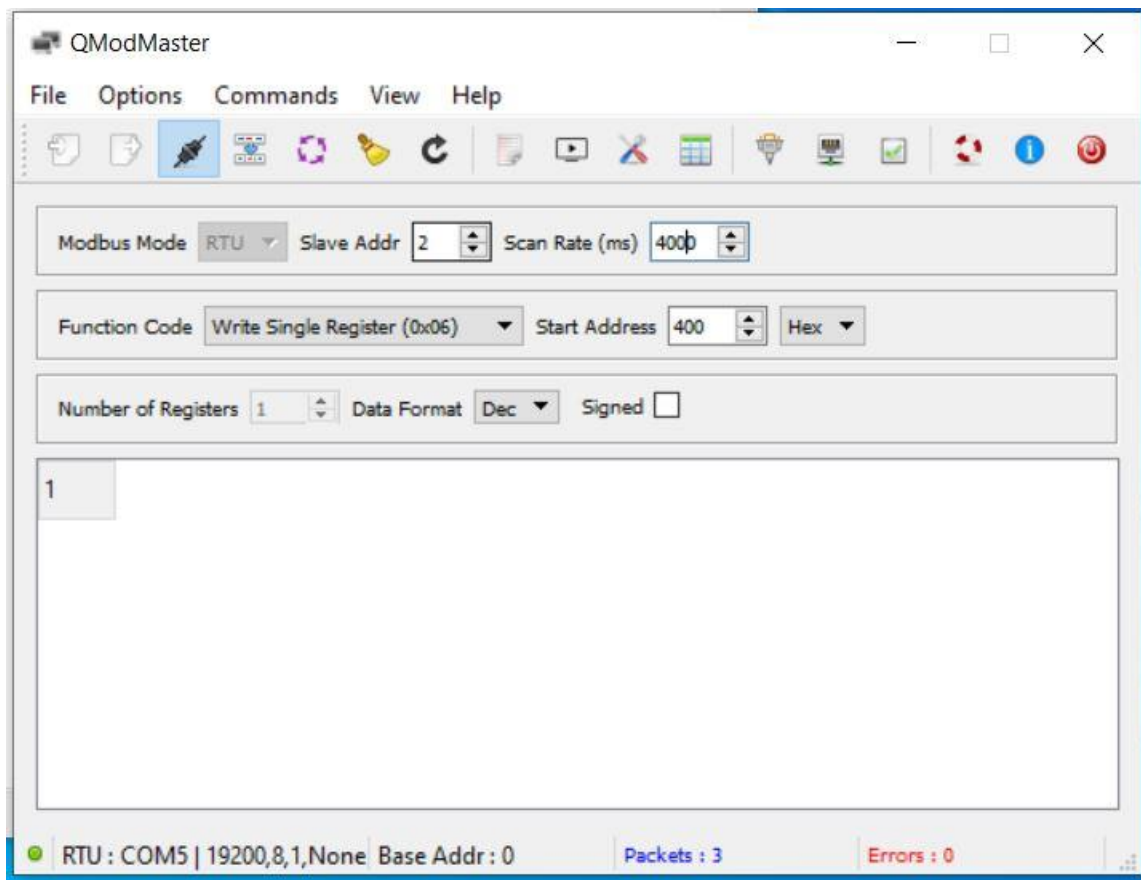 QModMaster
File Options Commands View Help
Modbus Mode RTU Slave Addr 2 Scan Rate (ms) 4000
Function Code Write Single Register (0x06) Start Address 400 Hex
Number of Registers 1 Data Format Dec Signed
1
RTU : COM5 | 19200,8,1,None Base Addr : 0 Packets : 3 Errors : 0